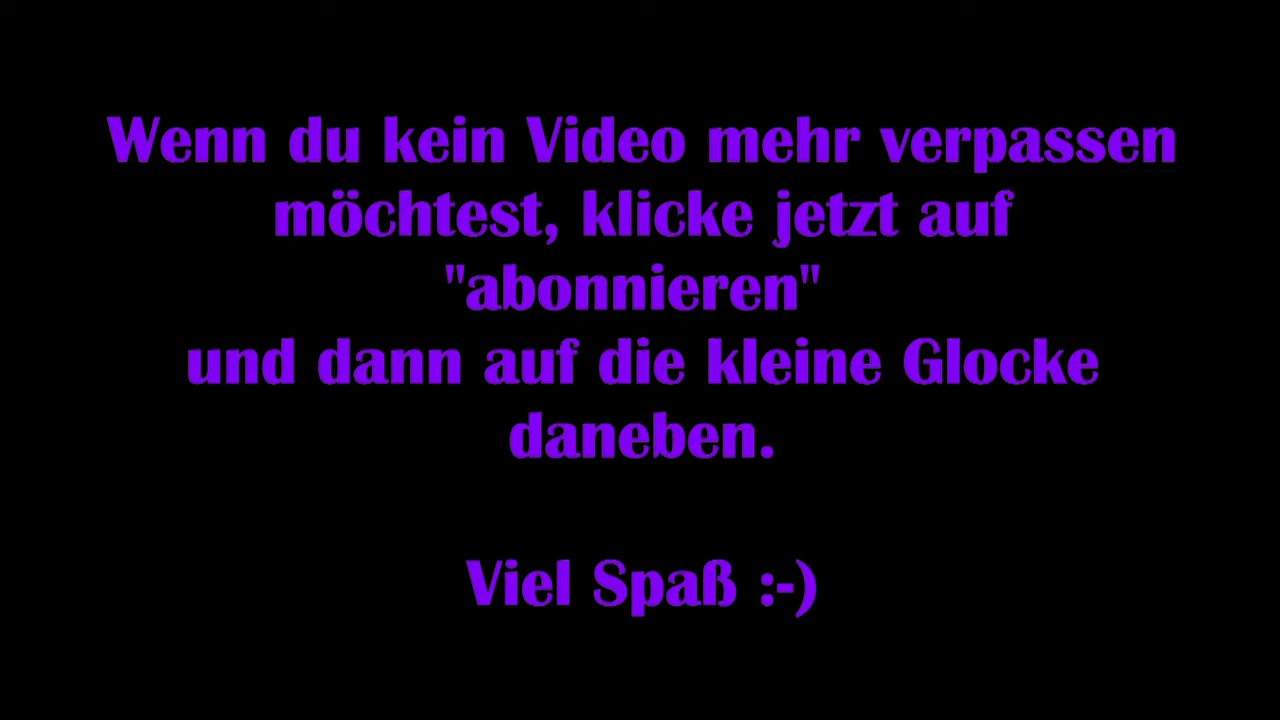 Wenn du kein Video mehr verpassen
möchtest, klicke jetzt auf
"abonnieren"
und dann auf die kleine Glocke
daneben.
Viel Spaß :-)